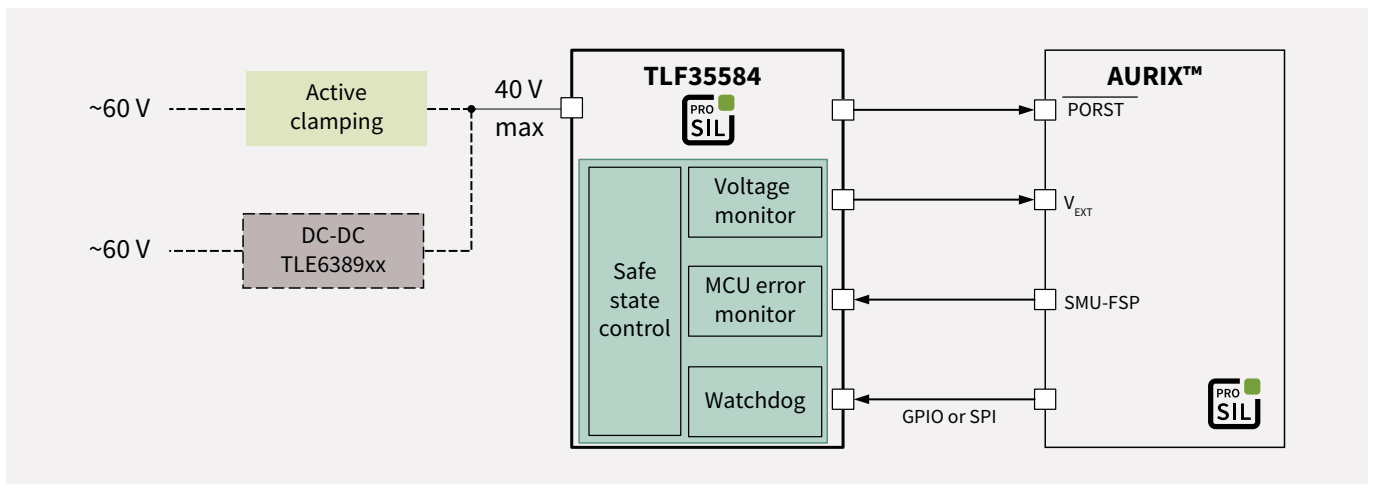 ~60 V
Active
clamping
~60 V
DC-DC
TLE6389xx
40 V
max
TLF35584
PRO
SIL
Safe
state
control
Voltage
monitor
MCU error
monitor
Watchdog
GPIO or SPI
AURIX™
PORST
VEXT
SMU-FSP
PRO
SIL